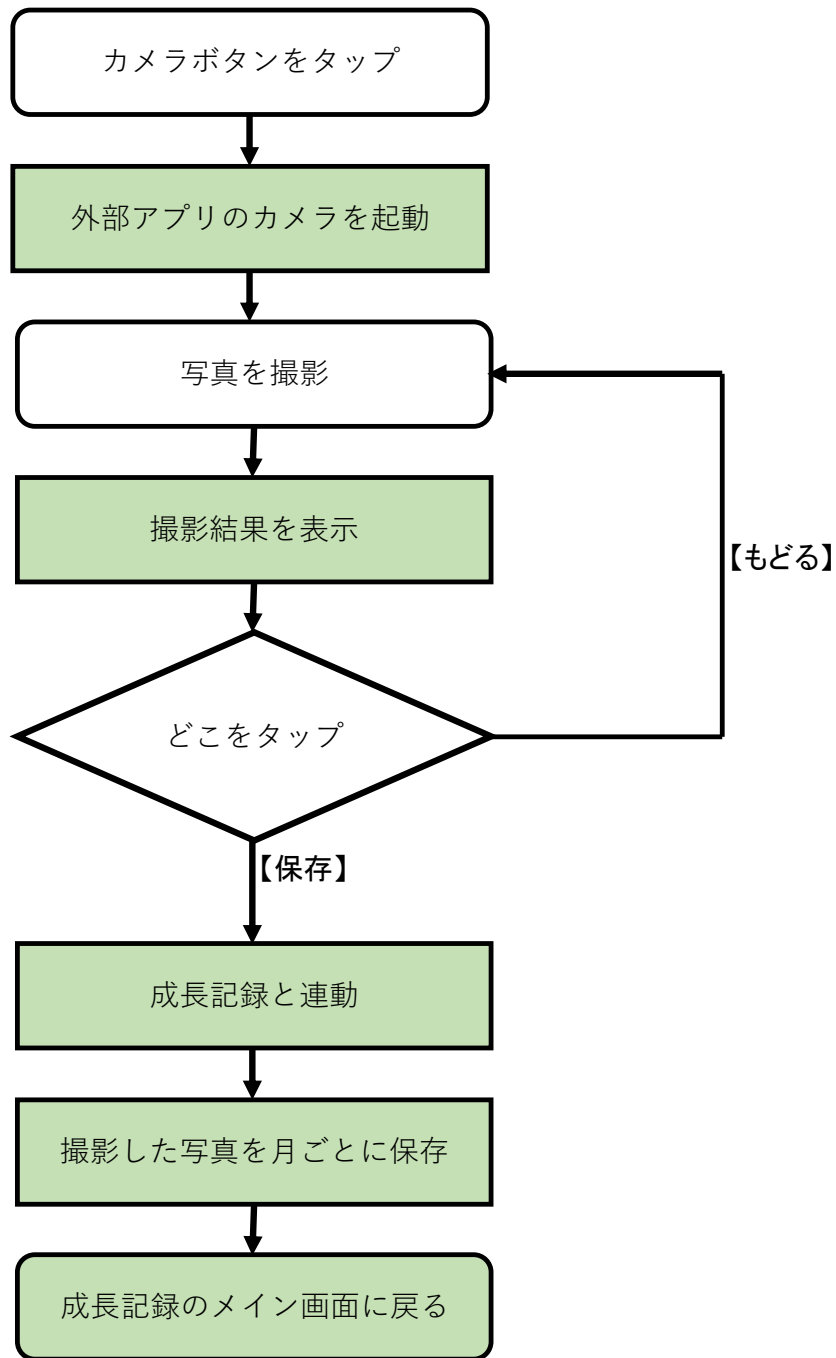 カメラボタンをタップ
外部アプリのカメラを起動
写真を撮影
撮影結果を表示
【もどる】
どこをタップ
【保存】
成長記録と連動
撮影した写真を月ごとに保存
成長記録のメイン画面に戻る